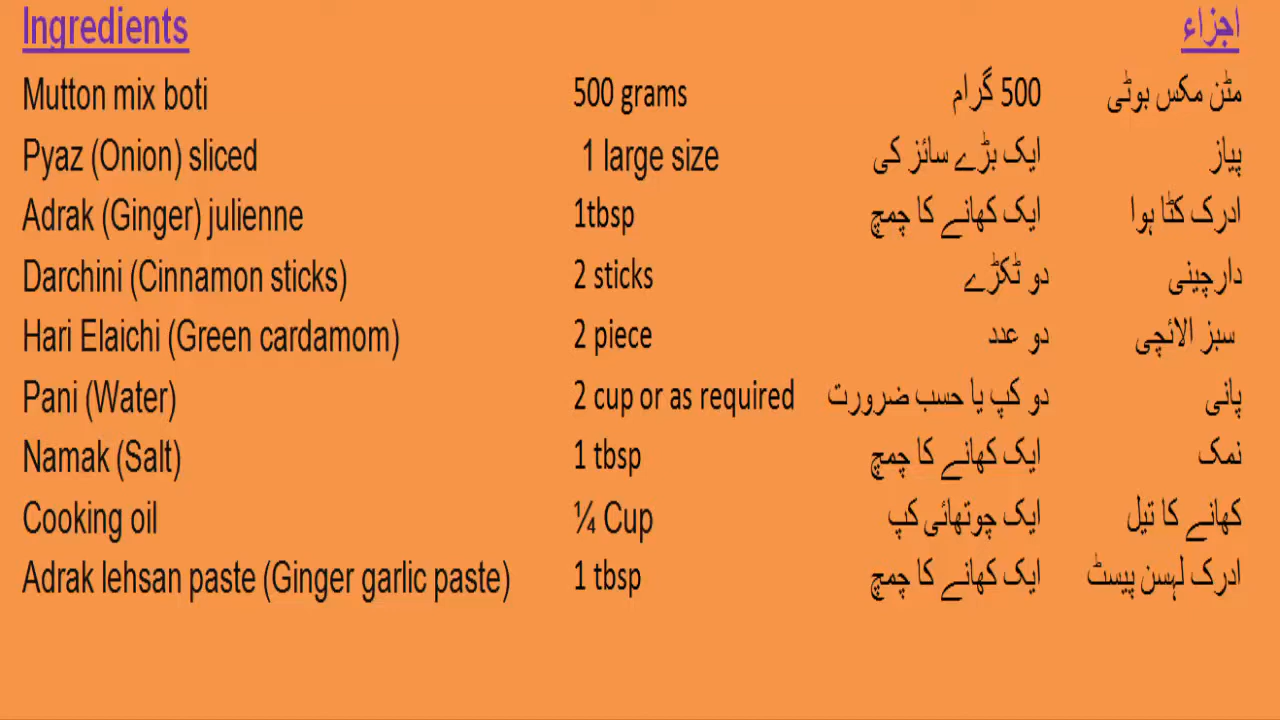 Ingredients اجزاء
Mutton mix boti 500 grams 500 گرام مٹن مکس بوٹی
Pyaz (Onion) sliced 1 large size ایک بڑے سائز کی پیاز
Adrak (Ginger) julienne 1tbsp ایک کھانے کا چمچ ادرک کٹا ہوا
Darchini (Cinnamon sticks) 2 sticks دو ٹکڑے دارچینی
Hari Elaichi (Green cardamom) 2 piece دو عدد سبز الائچی
Pani (Water) 2 cup or as required دو کپ یا حسب ضرورت پانی
Namak (Salt) 1 tbsp ایک کھانے کا چمچ نمک
Cooking oil ¼ Cup ایک چوتھائی کپ کھانے کا تیل
Adrak lehsan paste (Ginger garlic paste) 1 tbsp ایک کھانے کا چمچ ادرک لہسن پیسٹ